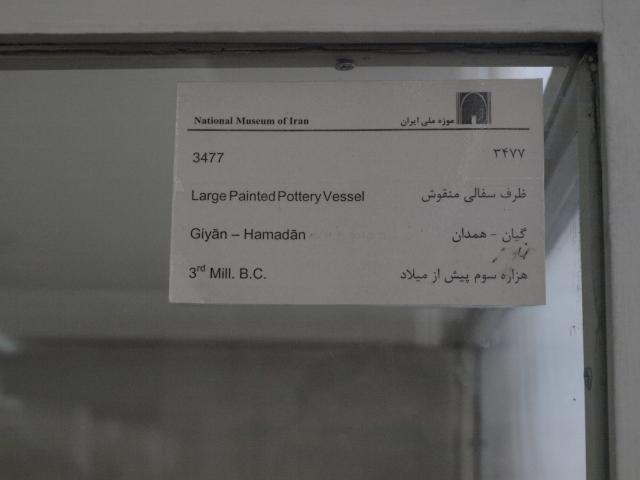 National Museum of Iran موزه ملی ایران
3477 ۳۴۷۷
Large Painted Pottery Vessel ظرف سفالی منقوش
Giyān – Hamadān گیان - همدان
3rd Mill. B.C. هزاره سوم پیش از میلاد